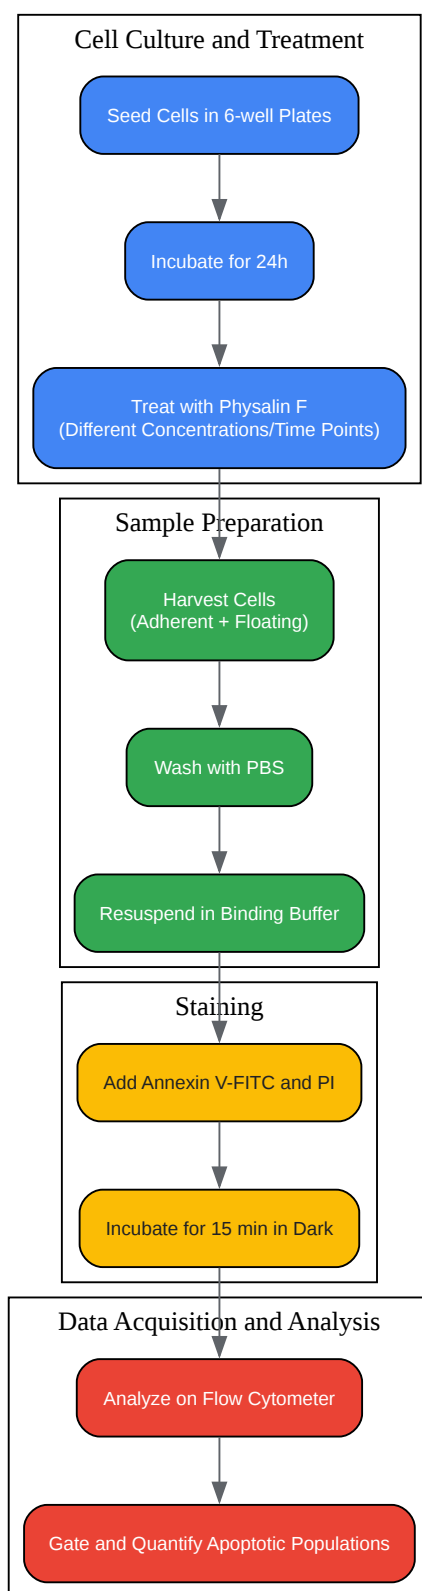 Cell Culture and Treatment
Seed Cells in 6-well Plates
Incubate for 24h
Treat with Physalin F
(Different Concentrations/Time Points)
Sample Preparation
Harvest Cells
(Adherent + Floating)
Wash with PBS
Resuspend in Binding Buffer
Staining
Add Annexin V-FITC and PI
Incubate for 15 min in Dark
Data Acquisition and Analysis
Analyze on Flow Cytometer
Gate and Quantify Apoptotic Populations